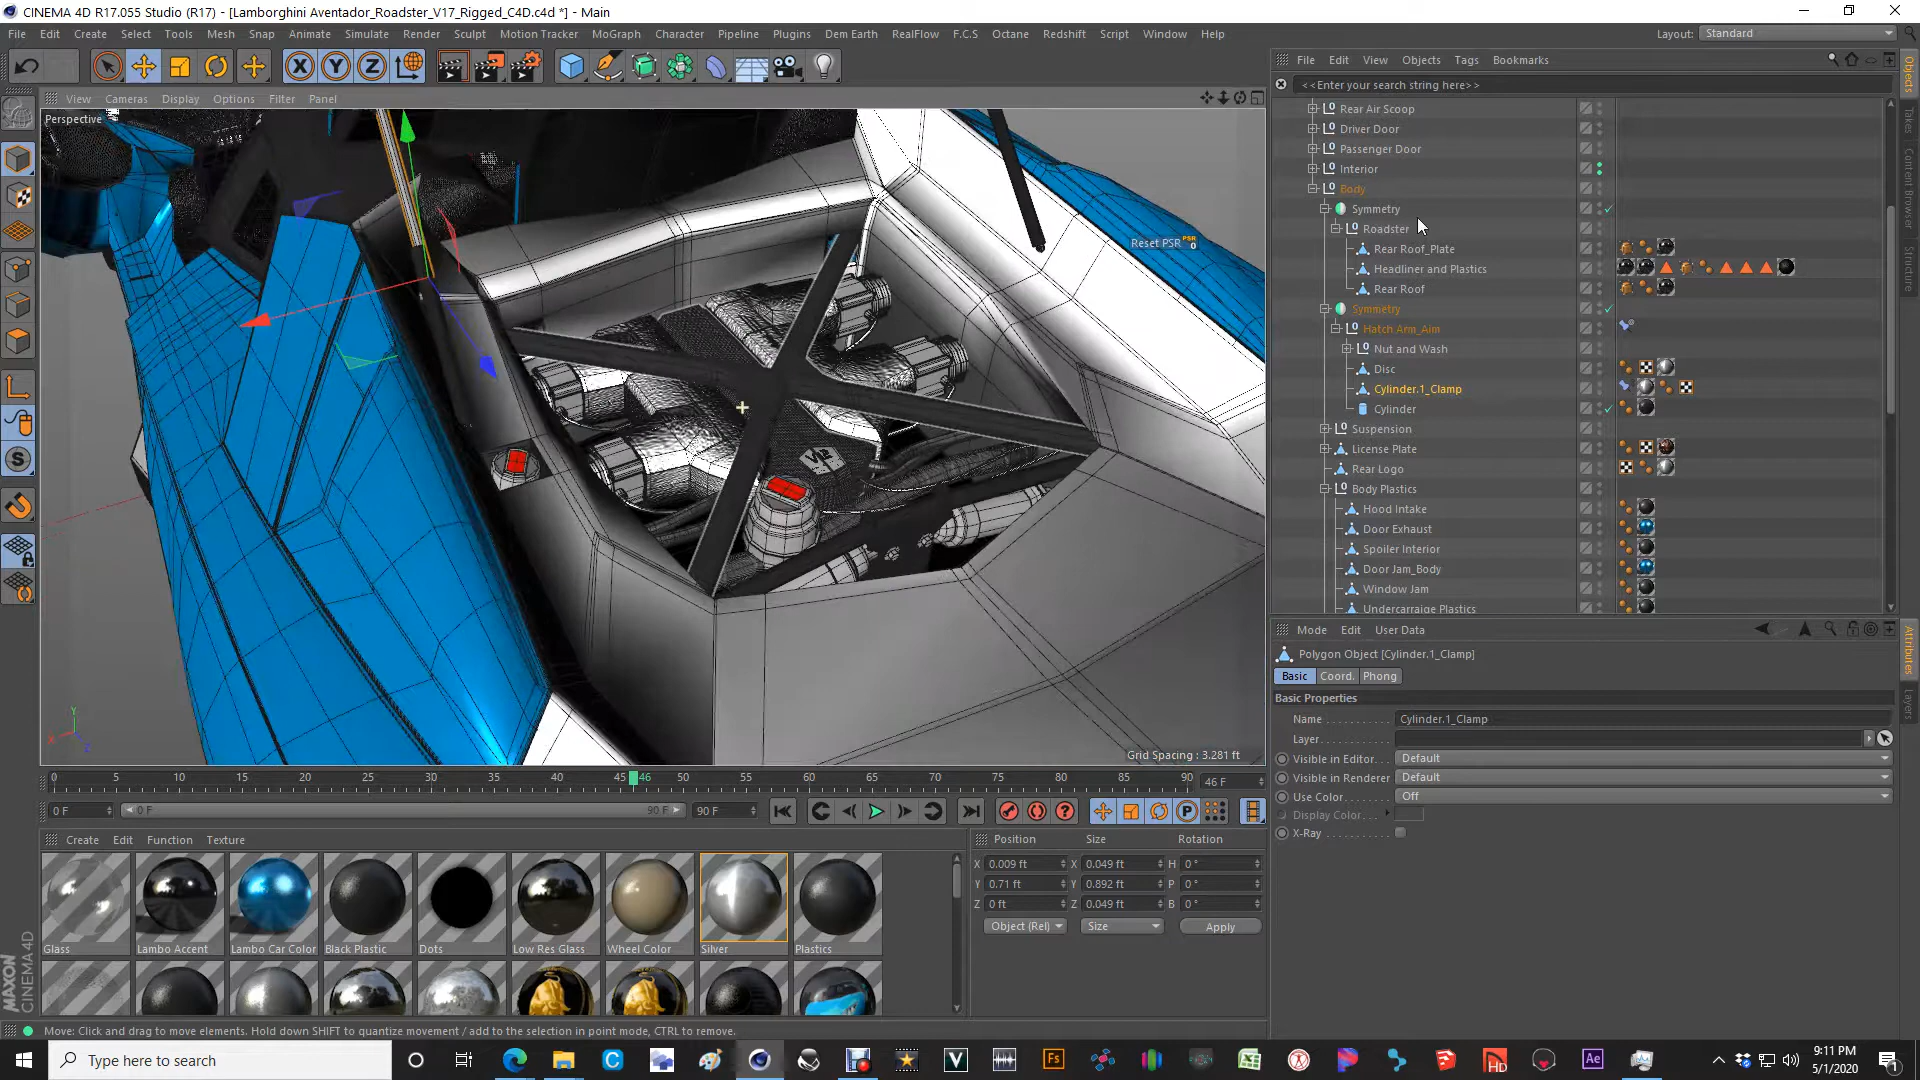 CINEMA 4D R17.055 Studio (R17) - [Lamborghini Aventador_Roadster_V17_Rigged_C4D.c4d *] - Main
File Edit Create Select Tools Mesh Snap Animate Simulate Render Sculpt Motion Tracker MoGraph Character Pipeline Plugins Dem Earth RealFlow F.C.S Octane Redshift Script Window Help
Layout: Standard
File Edit View Objects Tags Bookmarks
<<Enter your search string here>>
View Cameras Display Options Filter Panel
Perspective
Reset PSR
PSR
0
Grid Spacing : 3.281 ft
Rear Air Scoop
Driver Door
Passenger Door
Interior
Body
Symmetry
Roadster
Rear Roof_Plate
Headliner and Plastics
Rear Roof
Symmetry
Hatch Arm_Aim
Nut and Wash
Disc
Cylinder.1_Clamp
Cylinder
Suspension
License Plate
Rear Logo
Body Plastics
Hood Intake
Door Exhaust
Spoiler Interior
Door Jam_Body
Window Jam
Undercarraige Plastics
Objects
Takes
Content Browser
Structure
Mode Edit User Data
Polygon Object [Cylinder.1_Clamp]
Basic Coord. Phong
Basic Properties
Name Cylinder.1_Clamp
Layer
Visible in Editor Default
Visible in Renderer Default
Use Color Off
Display Color
X-Ray
Attributes
Layers
0 5 10 15 20 25 30 35 40 45 46 50 55 60 65 70 75 80 85 90 46 F
0 F 0 F 90 F 90 F
Create Edit Function Texture
Glass Lambo Accent Lambo Car Color Black Plastic Dots Low Res Glass Wheel Color Silver Plastics
Position Size Rotation
X 0.009 ft X 0.049 ft H 0 °
Y 0.71 ft Y 0.892 ft P 0 °
Z 0 ft Z 0.049 ft B 0 °
Object (Rel) Size Apply
MAXON
CINEMA 4D
Move: Click and drag to move elements. Hold down SHIFT to quantize movement / add to the selection in point mode, CTRL to remove.
Type here to search
9:11 PM
5/1/2020